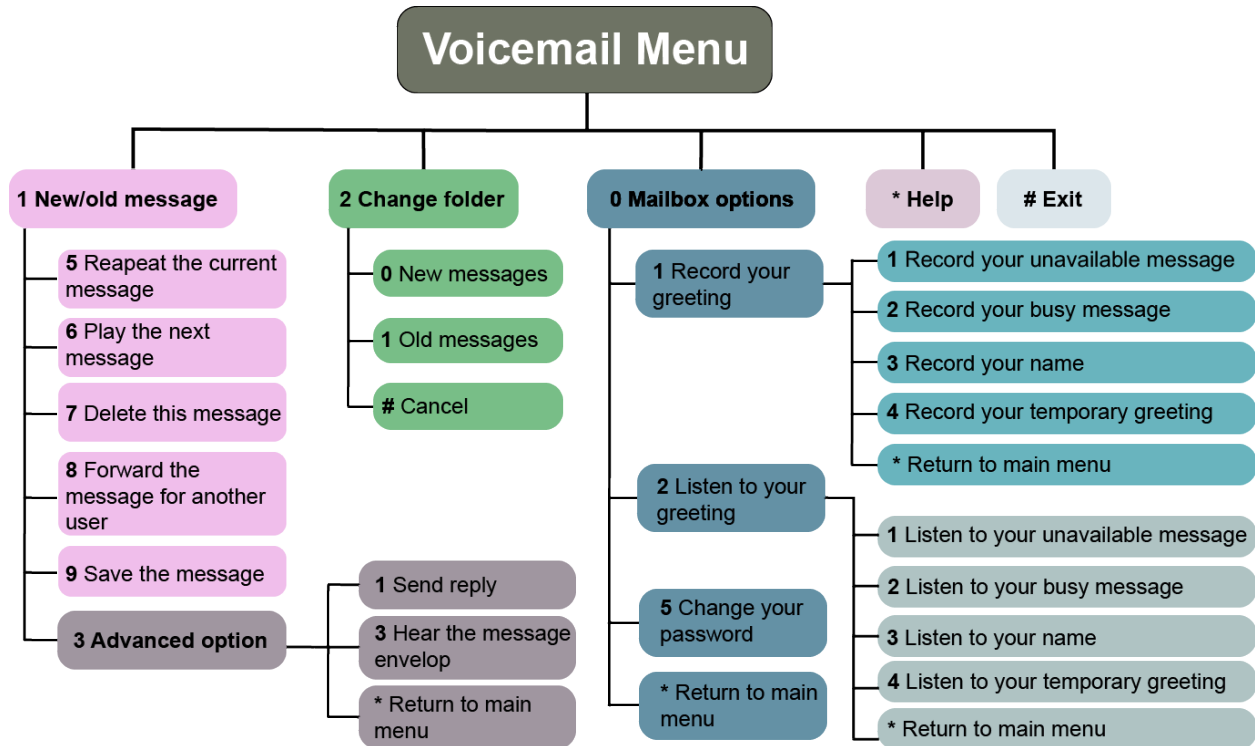 Voicemail Menu
1 New/old message
5 Reapeat the current
message
6 Play the next
message
7 Delete this message
8 Forward the
message for another
user
9 Save the message
3 Advanced option
1 Send reply
3 Hear the message
envelop
* Return to main
menu
2 Change folder
0 New messages
1 Old messages
# Cancel
0 Mailbox options
1 Record your
greeting
1 Record your unavailable message
2 Record your busy message
3 Record your name
4 Record your temporary greeting
* Return to main menu
2 Listen to your
greeting
1 Listen to your unavailable message
2 Listen to your busy message
3 Listen to your name
4 Listen to your temporary greeting
* Return to main menu
5 Change your
password
* Return to main
menu
* Help
# Exit